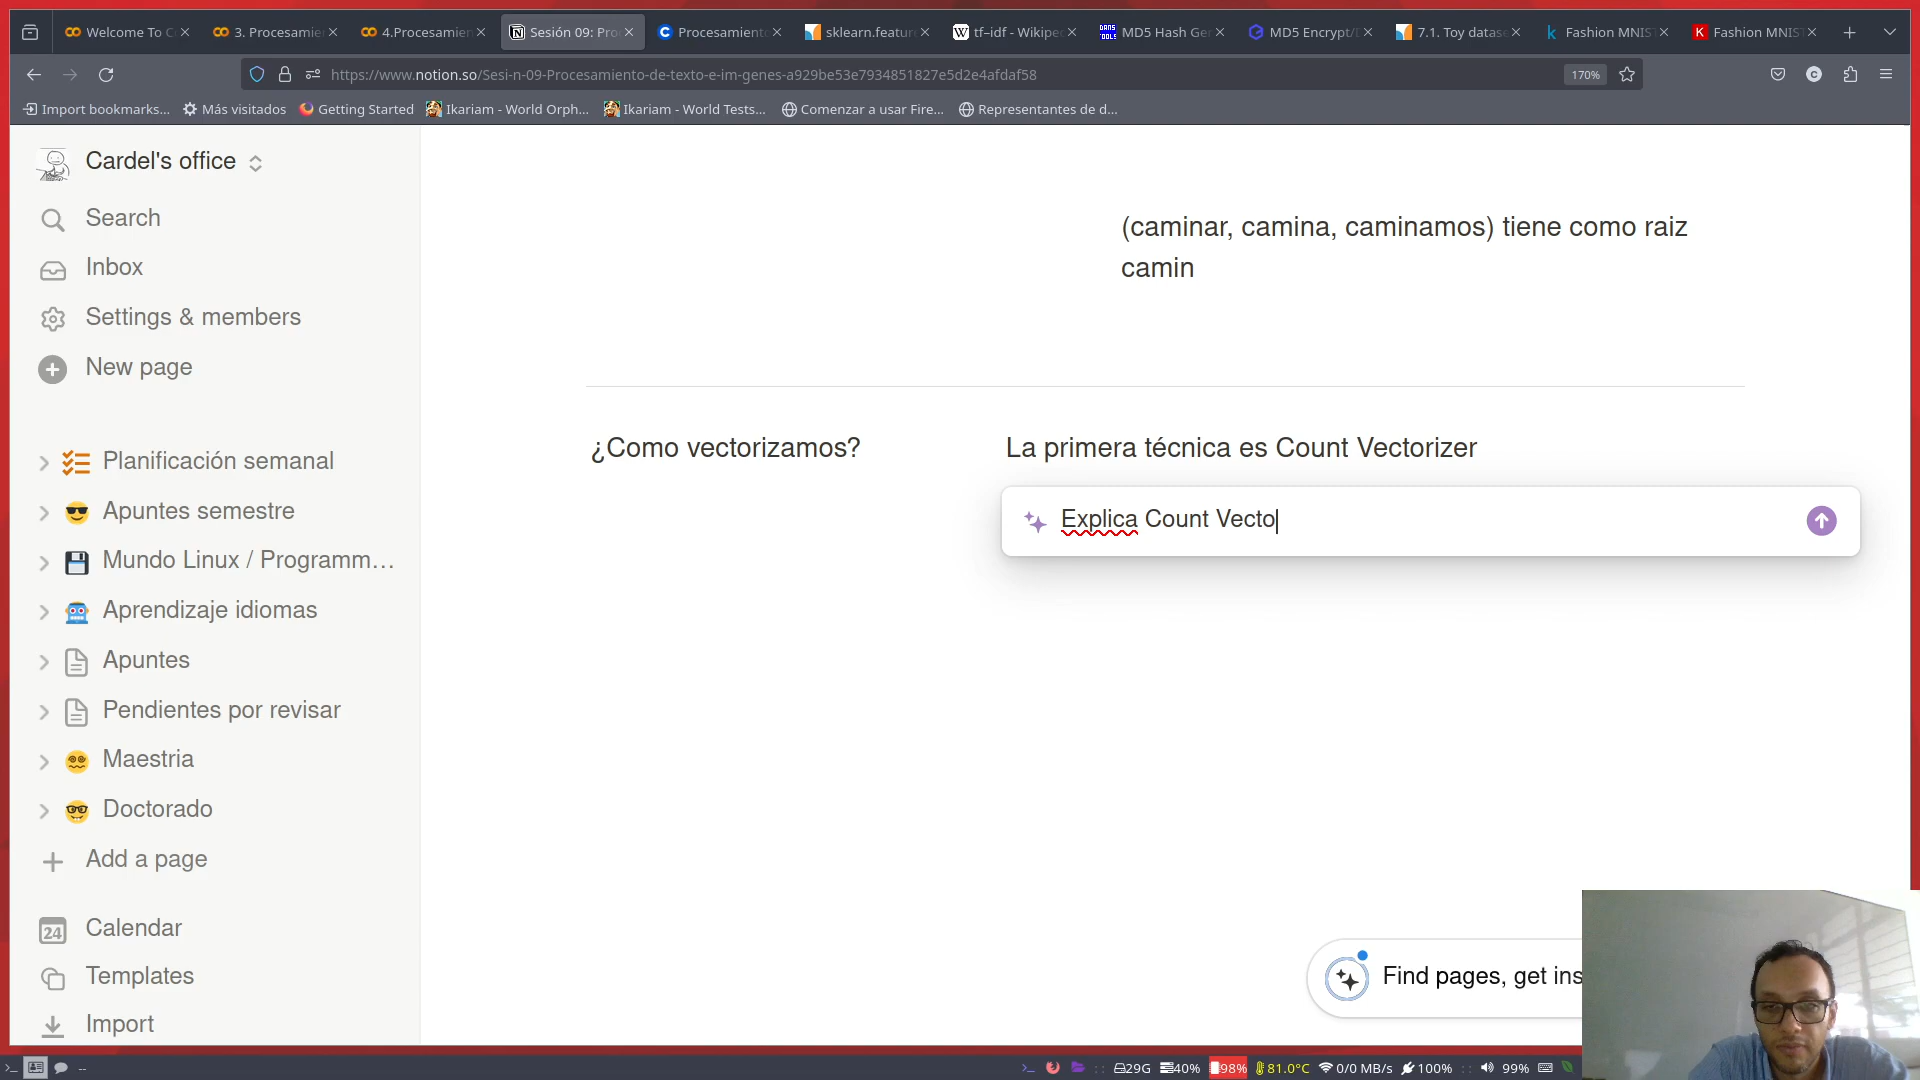 Welcome To C
3. Procesamie
4.Procesamien
Sesión 09: Pro
Procesamiento
sklearn.featur
tf–idf - Wikipe
MD5 Hash Ge
MD5 Encrypt/
7.1. Toy datase
Fashion MNIS
Fashion MNIS
https://www.notion.so/Sesi-n-09-Procesamiento-de-texto-e-im-genes-a929be53e7934851827e5d2e4afdaf58
170%
Import bookmarks...
Más visitados
Getting Started
Ikariam - World Orph...
Ikariam - World Tests...
Comenzar a usar Fire...
Representantes de d...
Cardel's office
Search
Inbox
Settings & members
New page
Planificación semanal
Apuntes semestre
Mundo Linux / Programm...
Aprendizaje idiomas
Apuntes
Pendientes por revisar
Maestria
Doctorado
Add a page
24 Calendar
Templates
Import
(caminar, camina, caminamos) tiene como raiz
camin
¿Como vectorizamos?
La primera técnica es Count Vectorizer
Explica Count Vecto
Find pages, get ins
29G 40% 98% 81.0°C 0/0 MB/s 100% 99%